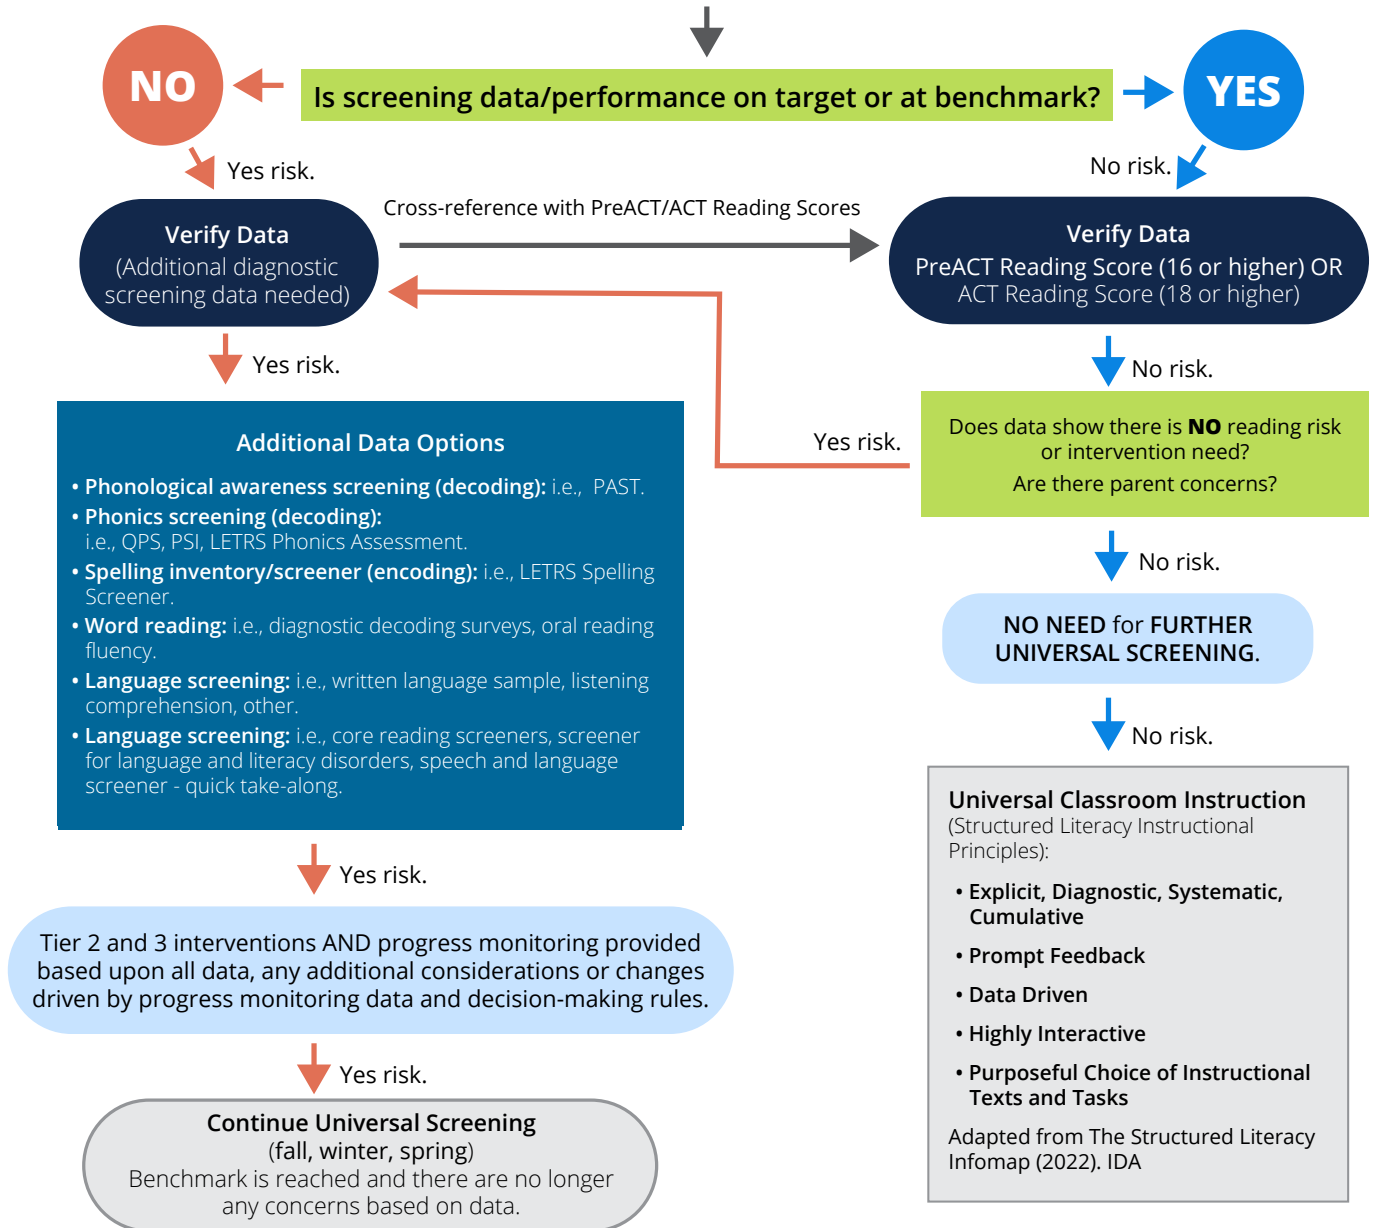 NO
Is screening data/performance on target or at benchmark?
YES
Yes risk.
No risk.
Verify Data
(Additional diagnostic
screening data needed)
Cross-reference with PreACT/ACT Reading Scores
Verify Data
PreACT Reading Score (16 or higher) OR
ACT Reading Score (18 or higher)
Yes risk.
No risk.
Additional Data Options
• Phonological awareness screening (decoding): i.e., PAST.
• Phonics screening (decoding):
i.e., QPS, PSI, LETRS Phonics Assessment.
• Spelling inventory/screener (encoding): i.e., LETRS Spelling
Screener.
• Word reading: i.e., diagnostic decoding surveys, oral reading
fluency.
• Language screening: i.e., written language sample, listening
comprehension, other.
• Language screening: i.e., core reading screeners, screener
for language and literacy disorders, speech and language
screener - quick take-along.
Yes risk.
Does data show there is NO reading risk
or intervention need?
Are there parent concerns?
No risk.
NO NEED for FURTHER
UNIVERSAL SCREENING.
No risk.
Yes risk.
Tier 2 and 3 interventions AND progress monitoring provided
based upon all data, any additional considerations or changes
driven by progress monitoring data and decision-making rules.
Yes risk.
Continue Universal Screening
(fall, winter, spring)
Benchmark is reached and there are no longer
any concerns based on data.
Universal Classroom Instruction
(Structured Literacy Instructional
Principles):
• Explicit, Diagnostic, Systematic,
Cumulative
• Prompt Feedback
• Data Driven
• Highly Interactive
• Purposeful Choice of Instructional
Texts and Tasks
Adapted from The Structured Literacy
Infomap (2022). IDA